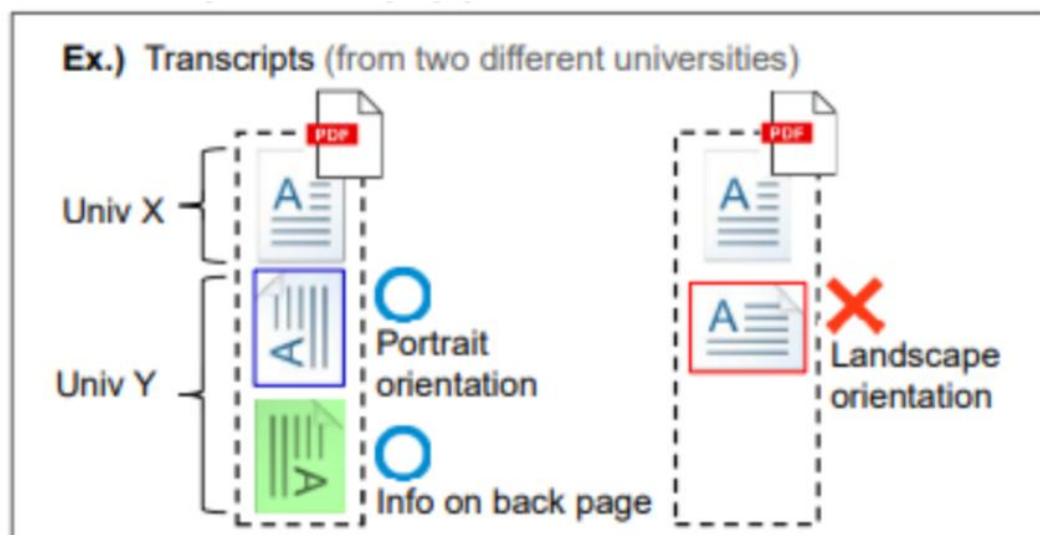 Ex.) Transcripts (from two different universities)
PDF
PDF
Univ X
A
A
Univ Y
A
Portrait
orientation
A
Landscape
orientation
A
Info on back page